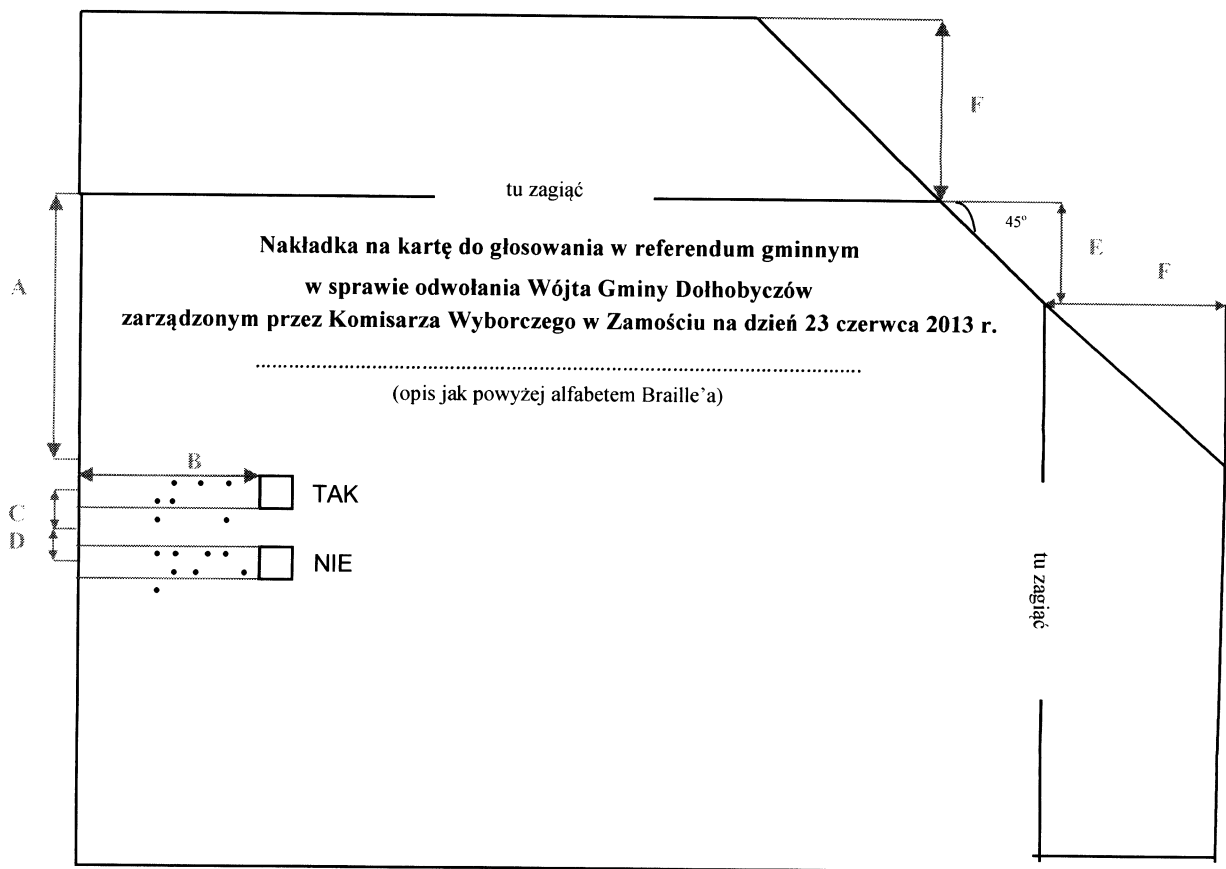 F
tu zagiąć
45°
E
F
A
Nakładka na kartę do głosowania w referendum gminnym
w sprawie odwołania Wójta Gminy Dołhobyczów
zarządzonym przez Komisarza Wyborczego w Zamościu na dzień 23 czerwca 2013 r.
(opis jak powyżej alfabetem Braille’a)
B
TAK
C
D
NIE
tu zagiąć